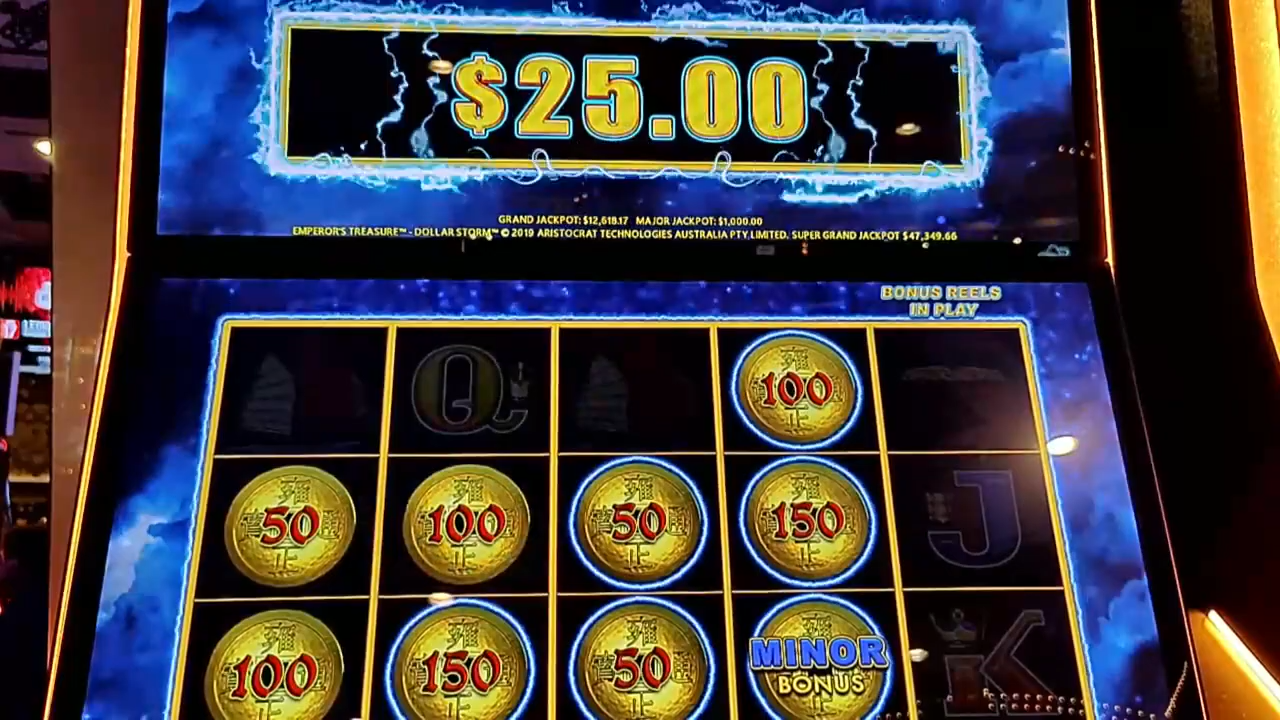 $25.00
GRAND JACKPOT: $12,618.17 MAJOR JACKPOT: $1,000.00
EMPEROR'S TREASURE™ - DOLLAR STORM™ © 2019 ARISTOCRAT TECHNOLOGIES AUSTRALIA PTY LIMITED. SUPER GRAND JACKPOT $47,349.66
BONUS REELS
IN PLAY
Q
100
50
100
50
150
J
100
150
50
MINOR
BONUS
K